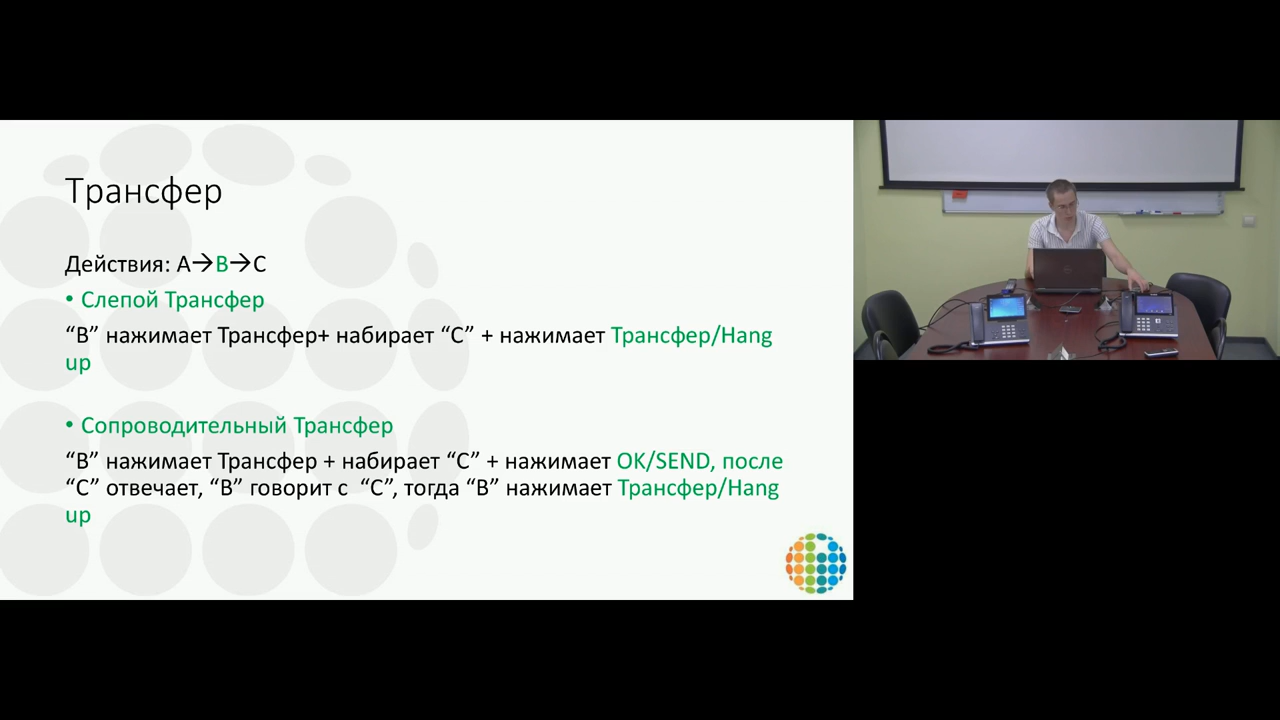 Трансфер
Действия: A→B→C
• Слепой Трансфер
“B” нажимает Трансфер+ набирает “C” + нажимает Трансфер/Hang
up
• Сопроводительный Трансфер
“B” нажимает Трансфер + набирает “C” + нажимает OK/SEND, после
“C” отвечает, “B” говорит с “C”, тогда “B” нажимает Трансфер/Hang
up